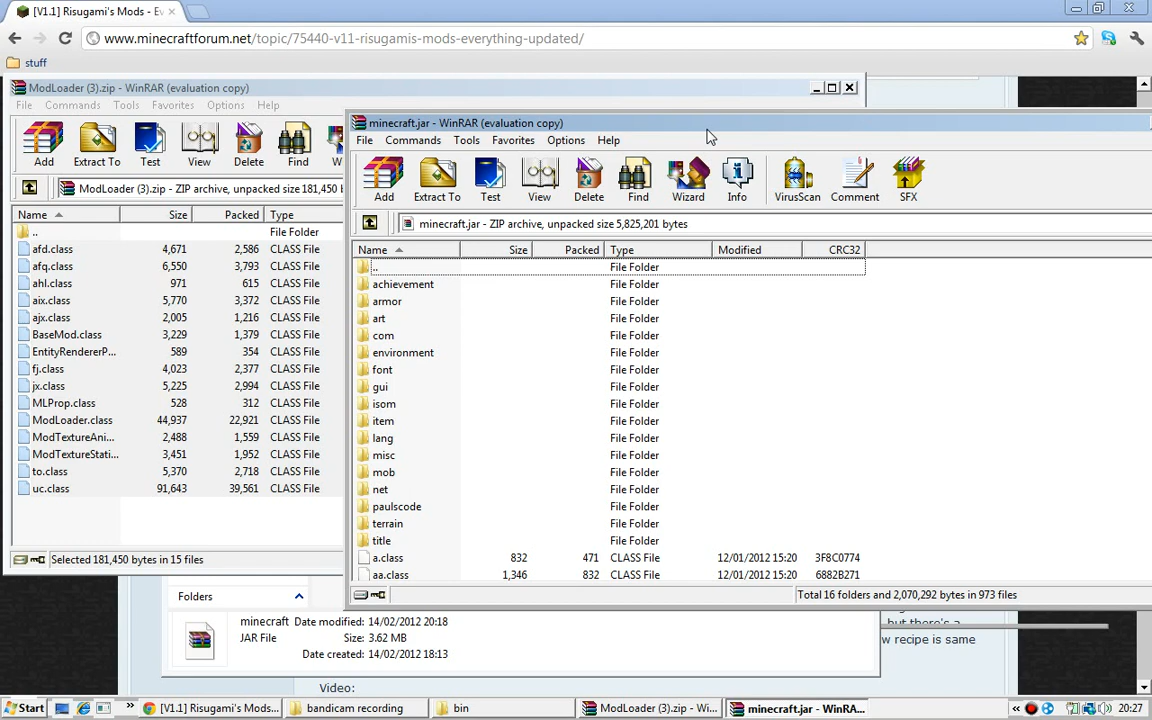 [V1.1] Risugami's Mods - Ev
www.minecraftforum.net/topic/75440-v11-risugamis-mods-everything-updated/
stuff
ModLoader (3).zip - WinRAR (evaluation copy)
File Commands Tools Favorites Options Help
Add Extract To Test View Delete Find W
ModLoader (3).zip - ZIP archive, unpacked size 181,450 b
Name Size Packed Type
.. File Folder
afd.class 4,671 2,586 CLASS File
afq.class 6,550 3,793 CLASS File
ahl.class 971 615 CLASS File
aix.class 5,770 3,372 CLASS File
ajx.class 2,005 1,216 CLASS File
BaseMod.class 3,229 1,379 CLASS File
EntityRendererP... 589 354 CLASS File
fj.class 4,023 2,377 CLASS File
jx.class 5,225 2,994 CLASS File
MLProp.class 528 312 CLASS File
ModLoader.class 44,937 22,921 CLASS File
ModTextureAni... 2,488 1,559 CLASS File
ModTextureStati... 3,451 1,952 CLASS File
to.class 5,370 2,718 CLASS File
uc.class 91,643 39,561 CLASS File
Selected 181,450 bytes in 15 files
minecraft.jar - WinRAR (evaluation copy)
File Commands Tools Favorites Options Help
Add Extract To Test View Delete Find Wizard Info VirusScan Comment SFX
minecraft.jar - ZIP archive, unpacked size 5,825,201 bytes
Name Size Packed Type Modified CRC32
.. File Folder
achievement File Folder
armor File Folder
art File Folder
com File Folder
environment File Folder
font File Folder
gui File Folder
isom File Folder
item File Folder
lang File Folder
misc File Folder
mob File Folder
net File Folder
paulscode File Folder
terrain File Folder
title File Folder
a.class 832 471 CLASS File 12/01/2012 15:20 3F8C0774
aa.class 1,346 832 CLASS File 12/01/2012 15:20 6882B271
Total 16 folders and 2,070,292 bytes in 973 files
Folders
minecraft Date modified: 14/02/2012 20:18
JAR File Size: 3.62 MB
Date created: 14/02/2012 18:13
but there's a
w recipe is same
Video:
Start » [V1.1] Risugami's Mods... bandicam recording bin ModLoader (3).zip - Wi... minecraft.jar - WinRA... « 20:27